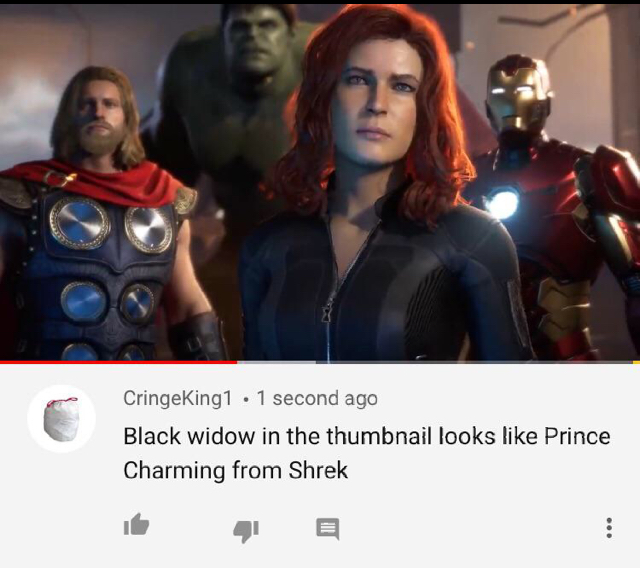 CringeKing1 • 1 second ago
Black widow in the thumbnail looks like Prince
Charming from Shrek